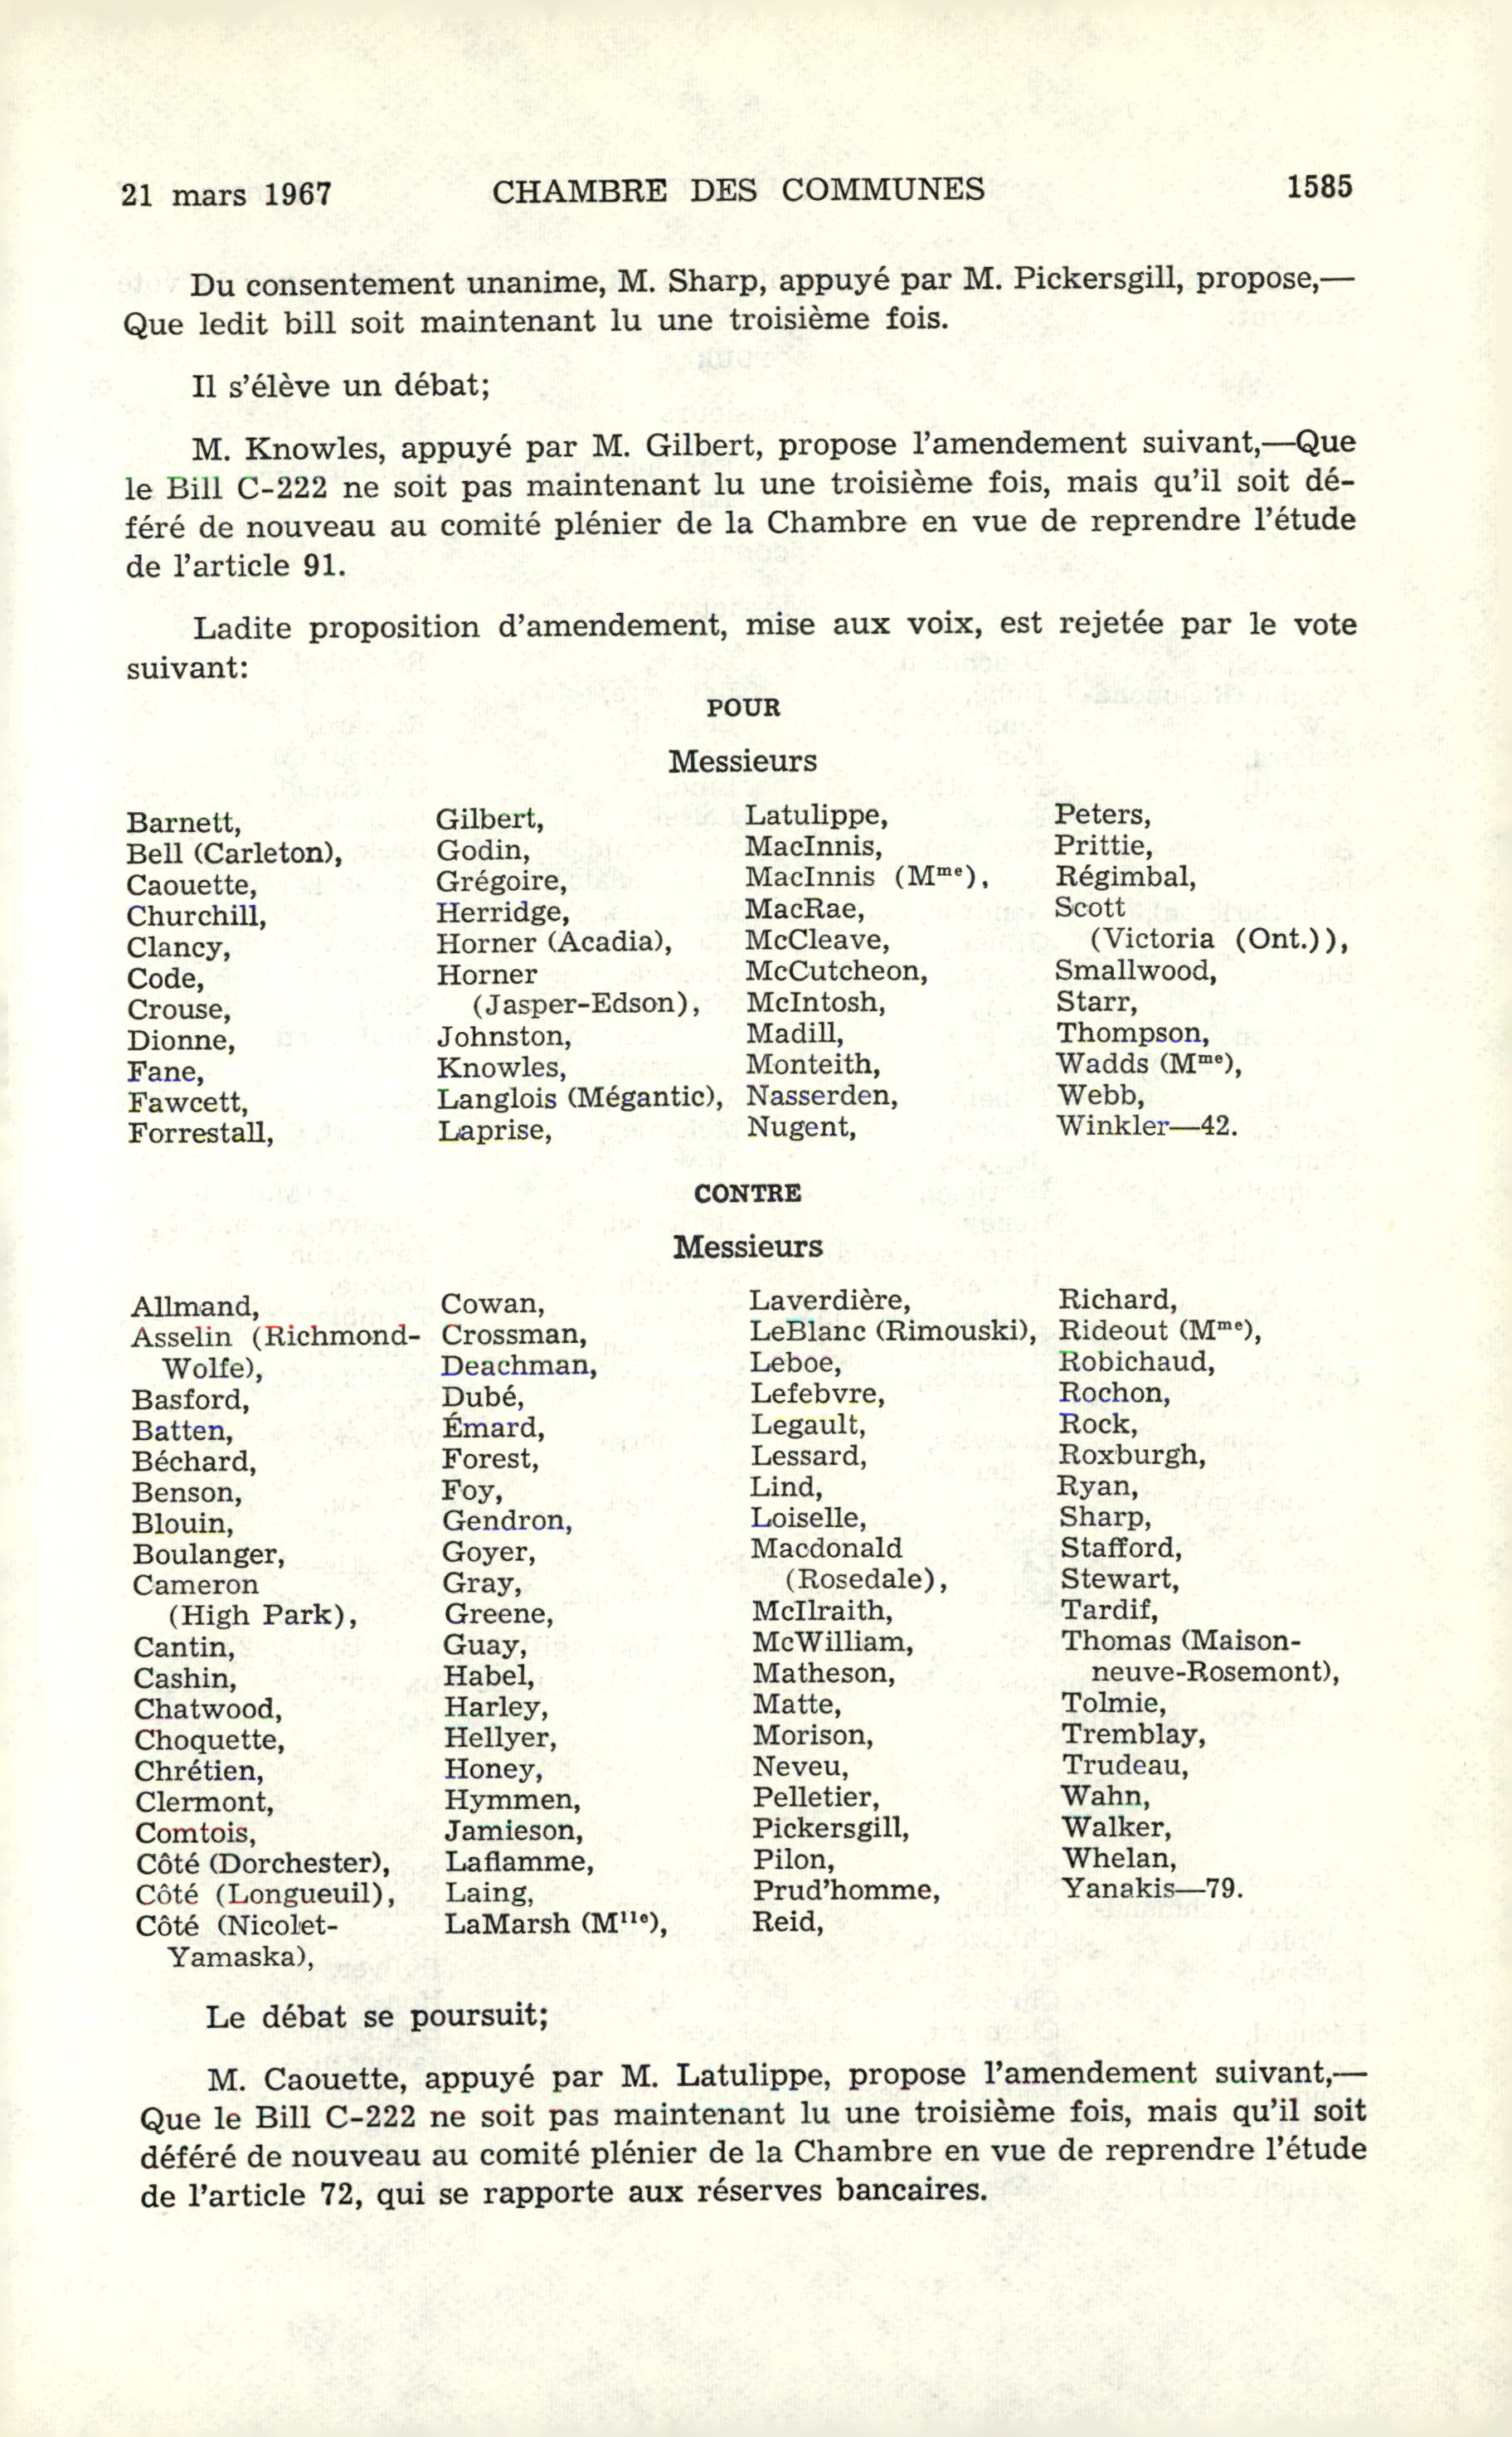 21 mars 1967 CHAMBRE DES COMMUNES 1585
Du consentement unanime, M. Sharp, appuyé par M. Pickersgill, propose,—
Que ledit bill soit maintenant lu une troisième fois.
Il s'élève un débat;
M. Knowles, appuyé par M. Gilbert, propose l'amendement suivant,—Que
le Bill C-222 ne soit pas maintenant lu une troisième fois, mais qu'il soit dé-
féré de nouveau au comité plénier de la Chambre en vue de reprendre l'étude
de l'article 91.
Ladite proposition d'amendement, mise aux voix, est rejetée par le vote
suivant:
POUR
Messieurs
Barnett,
Bell (Carleton),
Caouette,
Churchill,
Clancy,
Code,
Crouse,
Dionne,
Fane,
Fawcett,
Forrestall,
Gilbert,
Godin,
Grégoire,
Herridge,
Horner (Acadia),
Horner
(Jasper-Edson),
Johnston,
Knowles,
Langlois (Mégantic),
Laprise,
Latulippe,
MacInnis,
MacInnis (Mme),
MacRae,
McCleave,
McCutcheon,
McIntosh,
Madill,
Monteith,
Nasserden,
Nugent,
Peters,
Prittie,
Régimbal,
Scott
(Victoria (Ont.)),
Smallwood,
Starr,
Thompson,
Wadds (Mme),
Webb,
Winkler—42.
CONTRE
Messieurs
Allmand,
Asselin (Richmond-
Wolfe),
Basford,
Batten,
Béchard,
Benson,
Blouin,
Boulanger,
Cameron
(High Park),
Cantin,
Cashin,
Chatwood,
Choquette,
Chrétien,
Clermont,
Comtois,
Côté (Dorchester),
Côté (Longueuil),
Côté (Nicolet-
Yamaska),
Cowan,
Crossman,
Deachman,
Dubé,
Émard,
Forest,
Foy,
Gendron,
Goyer,
Gray,
Greene,
Guay,
Habel,
Harley,
Hellyer,
Honey,
Hymmen,
Jamieson,
Laflamme,
Laing,
LaMarsh (Mlle),
Laverdière,
LeBlanc (Rimouski),
Leboe,
Lefebvre,
Legault,
Lessard,
Lind,
Loiselle,
Macdonald
(Rosedale),
McIlraith,
McWilliam,
Matheson,
Matte,
Morison,
Neveu,
Pelletier,
Pickersgill,
Pilon,
Prud'homme,
Reid,
Richard,
Rideout (Mme),
Robichaud,
Rochon,
Rock,
Roxburgh,
Ryan,
Sharp,
Stafford,
Stewart,
Tardif,
Thomas (Maison-
neuve-Rosemont),
Tolmie,
Tremblay,
Trudeau,
Wahn,
Walker,
Whelan,
Yanakis—79.
Le débat se poursuit;
M. Caouette, appuyé par M. Latulippe, propose l'amendement suivant,—
Que le Bill C-222 ne soit pas maintenant lu une troisième fois, mais qu'il soit
déféré de nouveau au comité plénier de la Chambre en vue de reprendre l'étude
de l'article 72, qui se rapporte aux réserves bancaires.